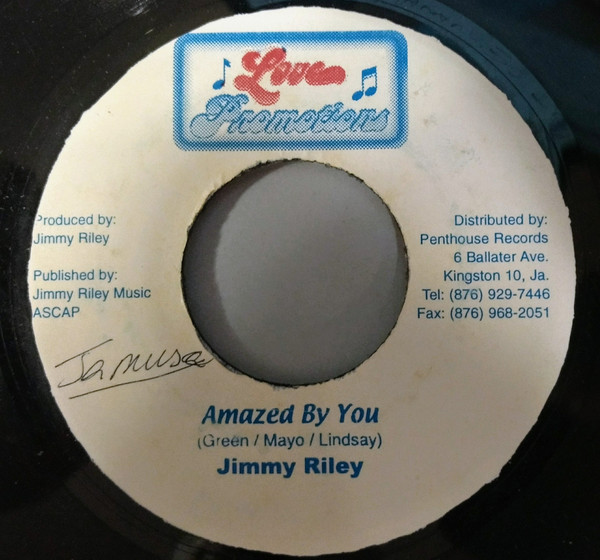 Love
Promotions
Produced by:
Jimmy Riley
Published by:
Jimmy Riley Music
ASCAP
Distributed by:
Penthouse Records
6 Ballater Ave.
Kingston 10, Ja.
Tel: (876) 929-7446
Fax: (876) 968-2051
Amazed By You
(Green / Mayo / Lindsay)
Jimmy Riley